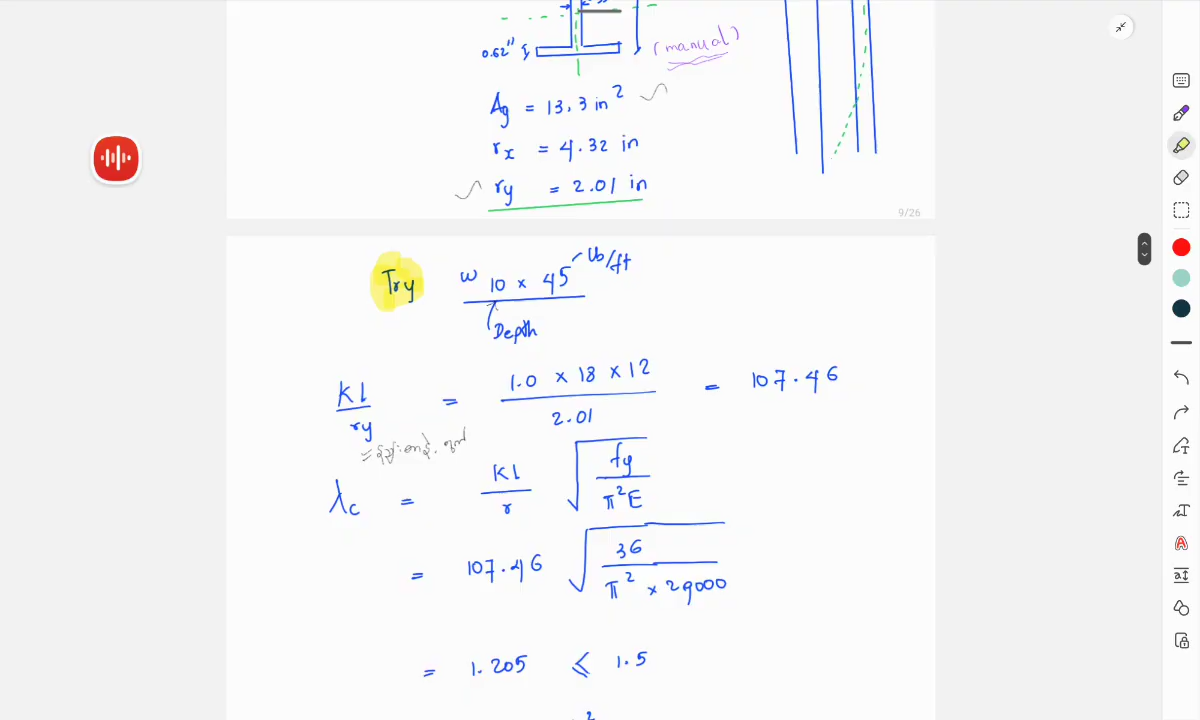 0.62"
(manual)
Ag = 13.3 in²
rx = 4.32 in
ry = 2.01 in
9/26
Try W 10 × 45 lb/ft
Depth
Kl/ry = 1.0 × 18 × 12 / 2.01 = 107.46
λc = Kl/r √(fy/π²E)
= 107.46 √(36/π² × 29000)
= 1.205 ⩽ 1.5